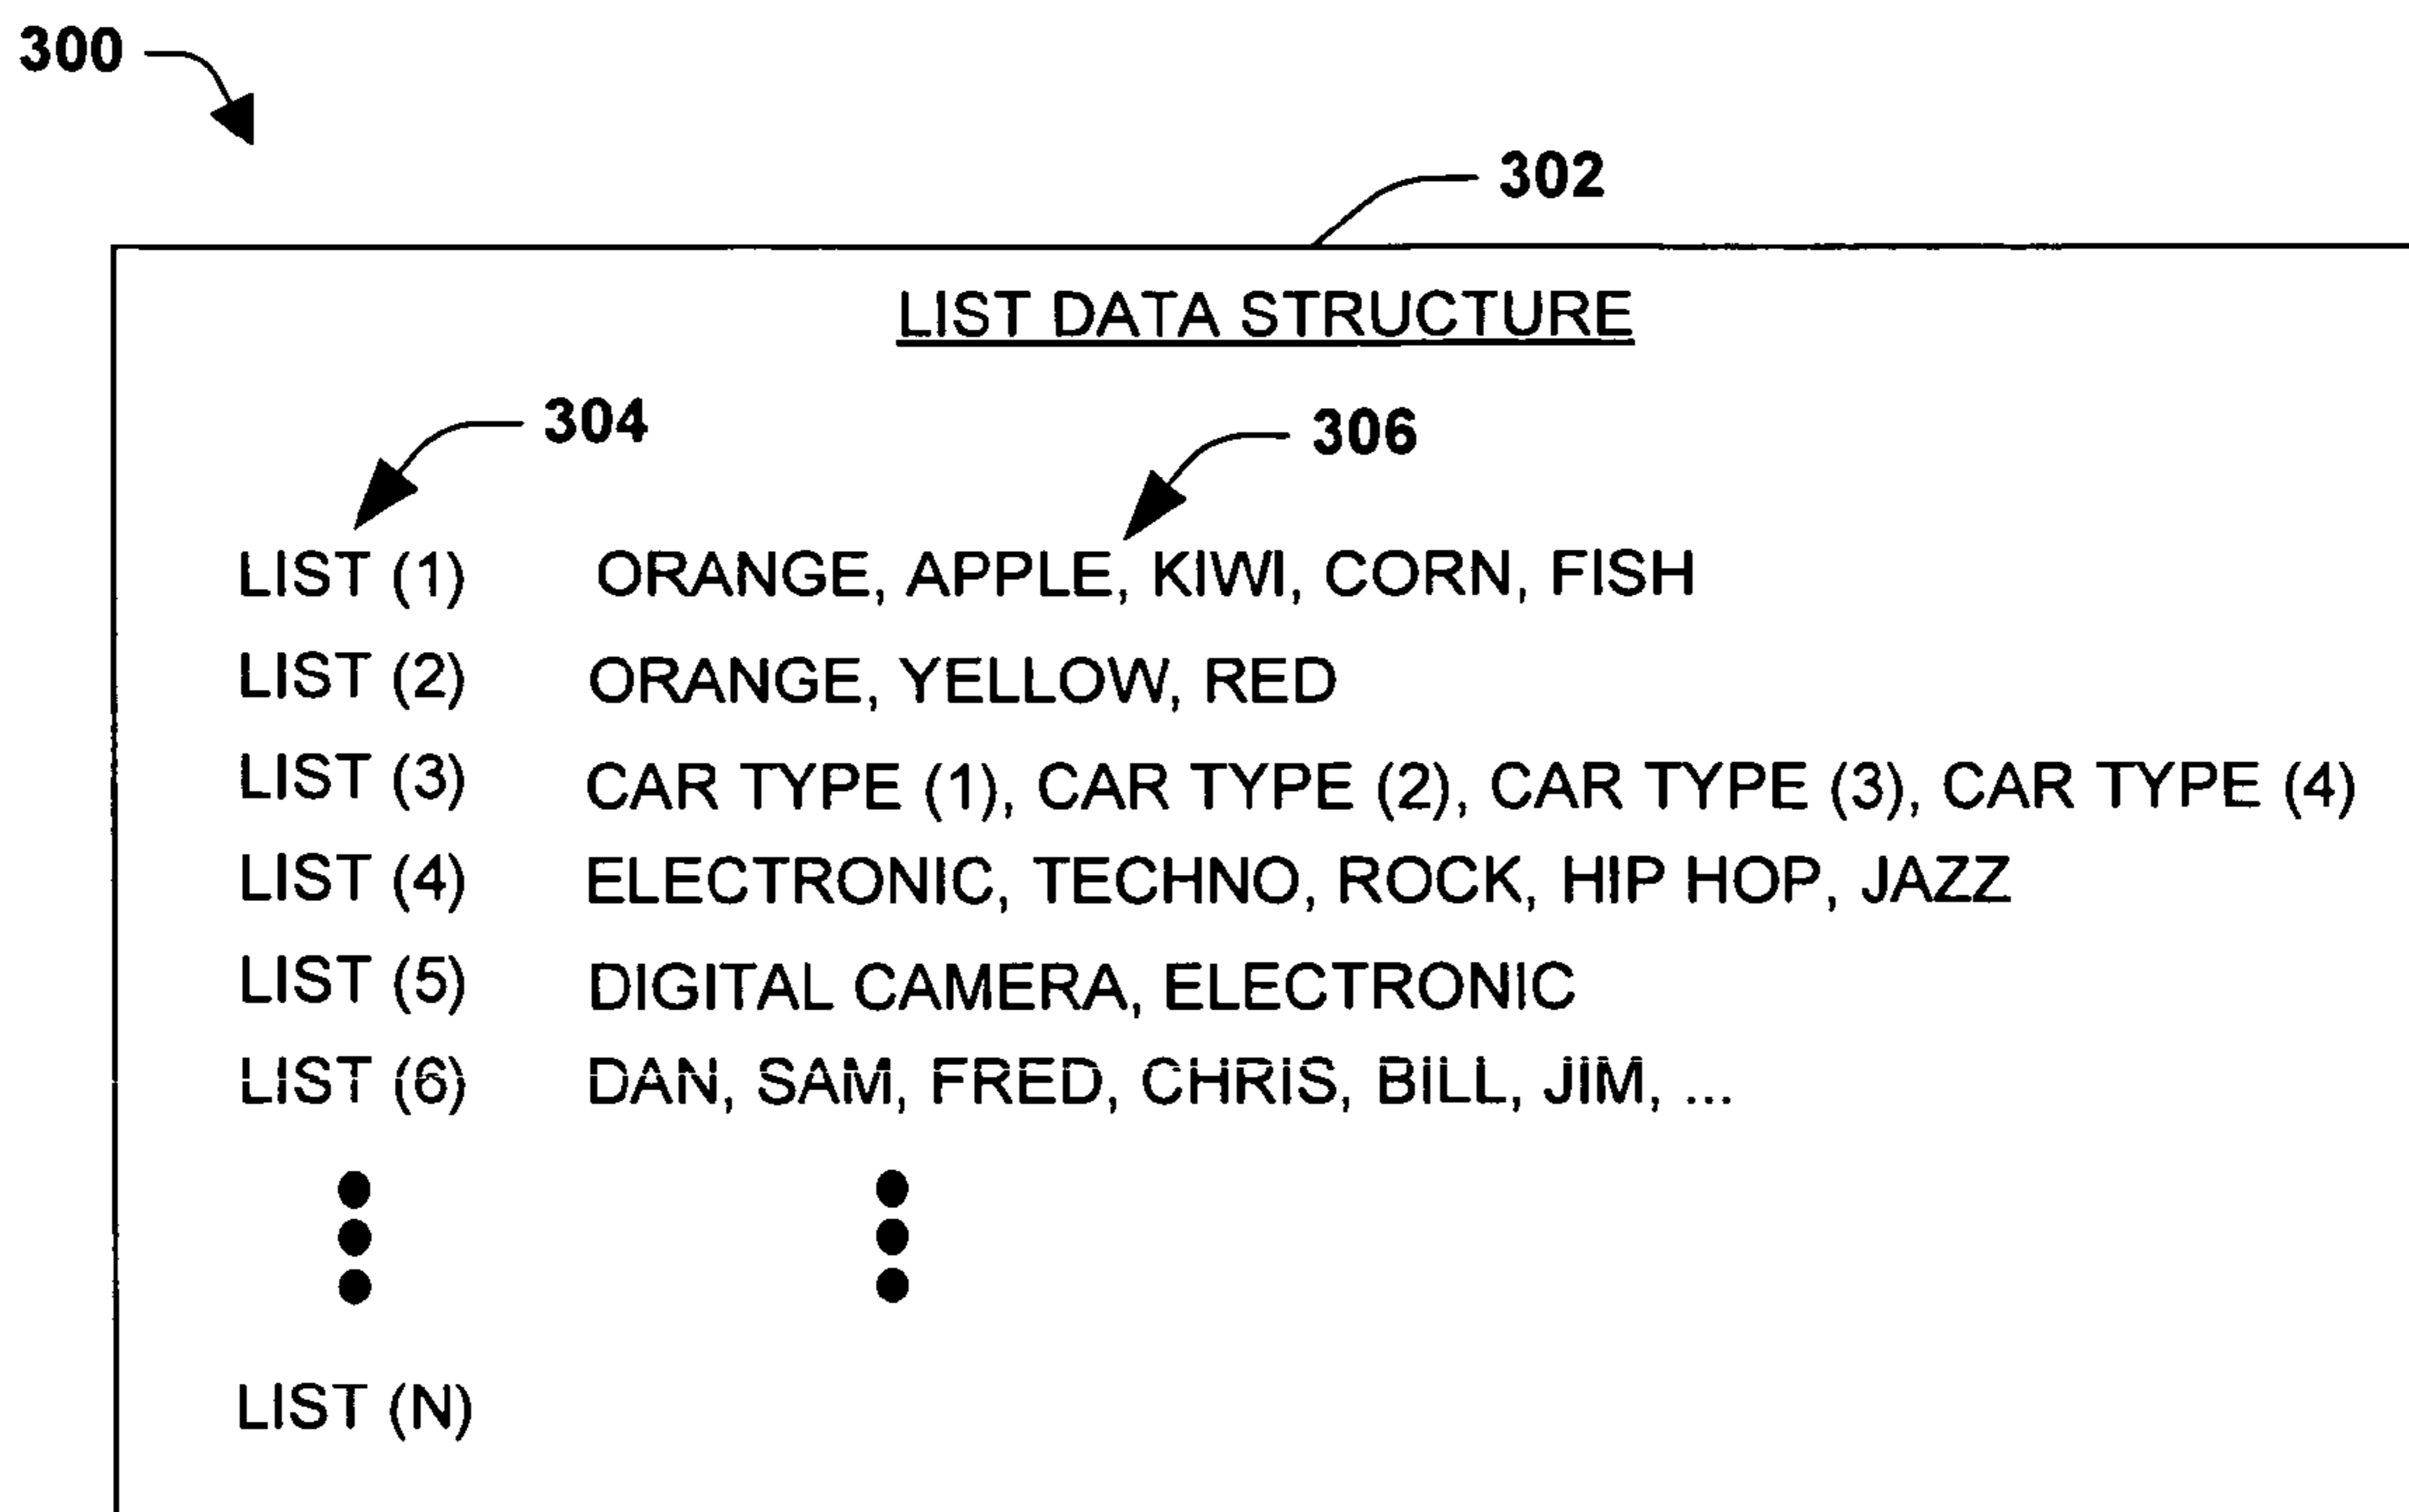 300
302
LIST DATA STRUCTURE
304
306
LIST (1) ORANGE, APPLE, KIWI, CORN, FISH
LIST (2) ORANGE, YELLOW, RED
LIST (3) CAR TYPE (1), CAR TYPE (2), CAR TYPE (3), CAR TYPE (4)
LIST (4) ELECTRONIC, TECHNO, ROCK, HIP HOP, JAZZ
LIST (5) DIGITAL CAMERA, ELECTRONIC
LIST (6) DAN, SAM, FRED, CHRIS, BILL, JIM, ...
LIST (N)